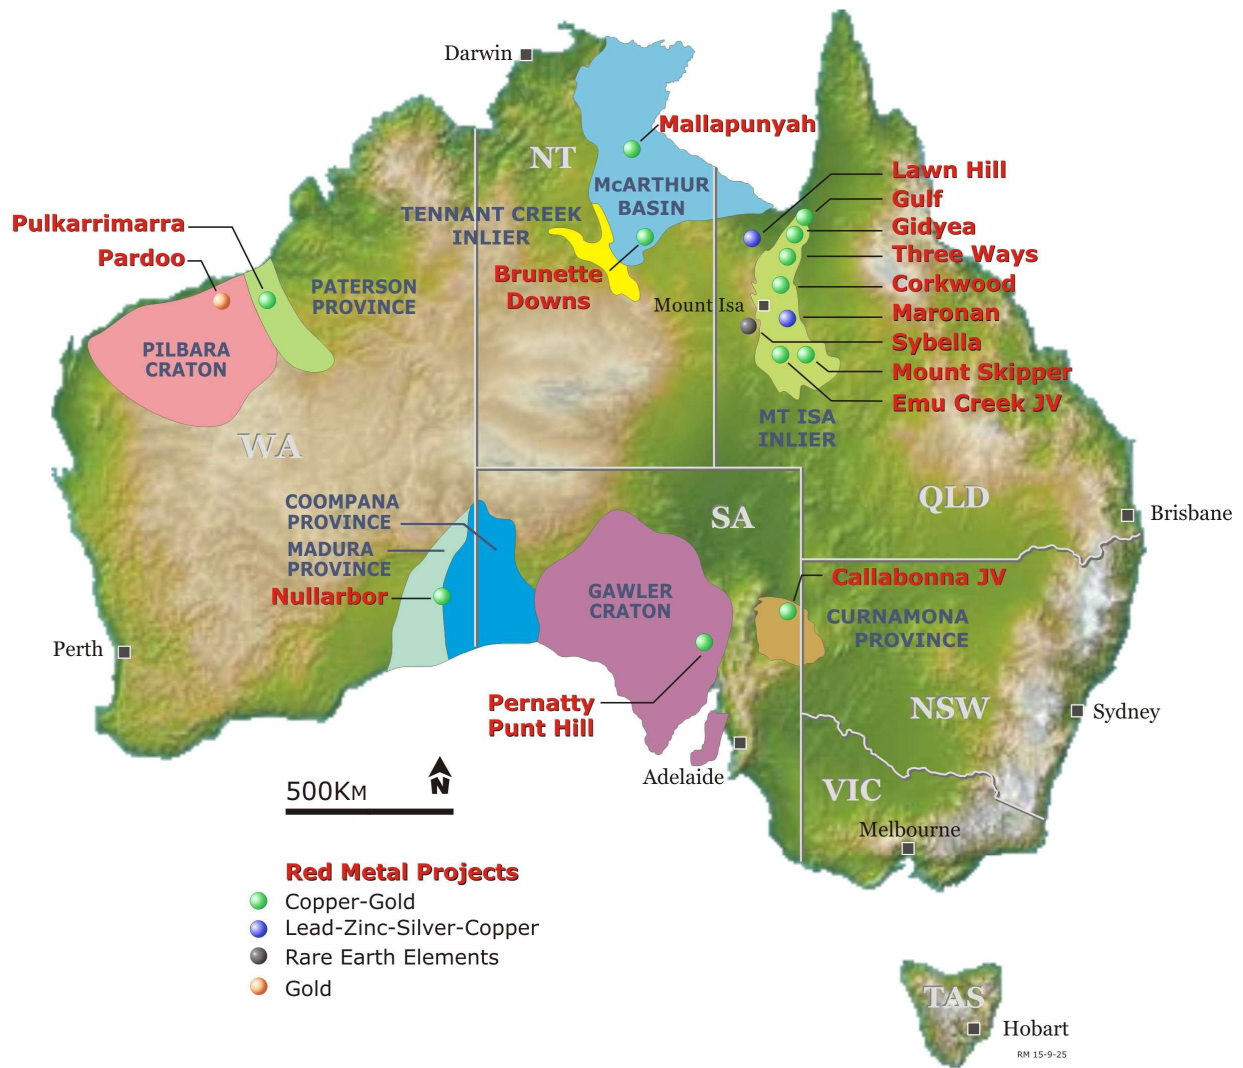 Darwin
Mallapunyah
NT
Lawn Hill
McARTHUR
BASIN
Gulf
TENNANT CREEK
INLIER
Gidyea
Pulkarrimarra
Three Ways
Pardoo
Brunette
Downs
Corkwood
PATERSON
PROVINCE
Mount Isa
Maronan
Sybella
PILBARA
CRATON
Mount Skipper
Emu Creek JV
MT ISA
INLIER
WA
QLD
COOMPANA
PROVINCE
SA
Brisbane
MADURA
PROVINCE
Callabonna JV
Nullarbor
GAWLER
CRATON
CURNAMONA
PROVINCE
Perth
Pernatty
Punt Hill
NSW
Sydney
Adelaide
N
500KM
VIC
Melbourne
Red Metal Projects
Copper-Gold
Lead-Zinc-Silver-Copper
Rare Earth Elements
Gold
TAS
Hobart
RM 15-9-25